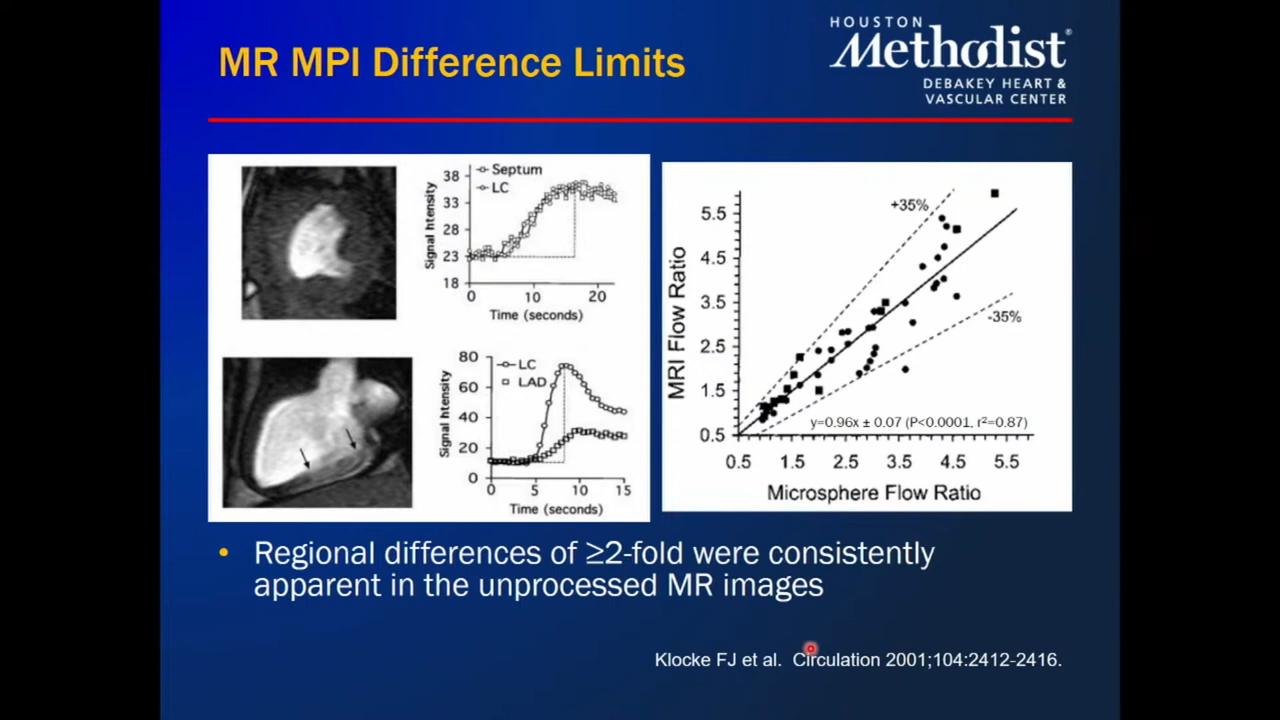 MR MPI Difference Limits
HOUSTON
Methodist®
DEBAKEY HEART &
VASCULAR CENTER
38
33
28
23
18
Signal Intensity
Septum
LC
0
10
20
Time (seconds)
80
60
40
20
0
Signal Intensity
LC
LAD
0
5
10
15
Time (seconds)
5.5
4.5
3.5
2.5
1.5
0.5
MRI Flow Ratio
+35%
-35%
y=0.96x ± 0.07 (P<0.0001, r²=0.87)
0.5 1.5 2.5 3.5 4.5 5.5
Microsphere Flow Ratio
• Regional differences of ≥2-fold were consistently
apparent in the unprocessed MR images
Klocke FJ et al. Circulation 2001;104:2412-2416.